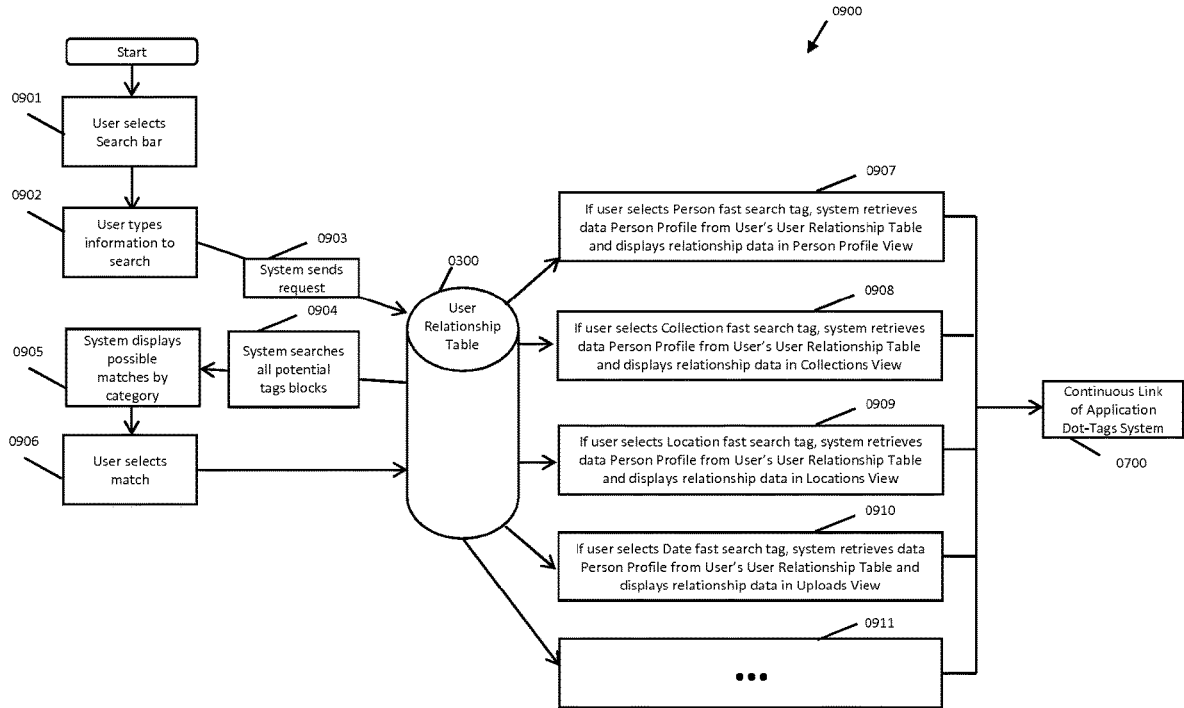 0900
Start
0901
User selects
Search bar
0902
User types
information to
search
0903
System sends
request
0300
User
Relationship
Table
0904
System searches
all potential
tags blocks
0905
System displays
possible
matches by
category
0906
User selects
match
0907
If user selects Person fast search tag, system retrieves
data Person Profile from User's User Relationship Table
and displays relationship data in Person Profile View
0908
If user selects Collection fast search tag, system retrieves
data Person Profile from User's User Relationship Table
and displays relationship data in Collections View
0909
If user selects Location fast search tag, system retrieves
data Person Profile from User's User Relationship Table
and displays relationship data in Locations View
0910
If user selects Date fast search tag, system retrieves data
Person Profile from User's User Relationship Table and
displays relationship data in Uploads View
0911
...
Continuous Link
of Application
Dot-Tags System
0700